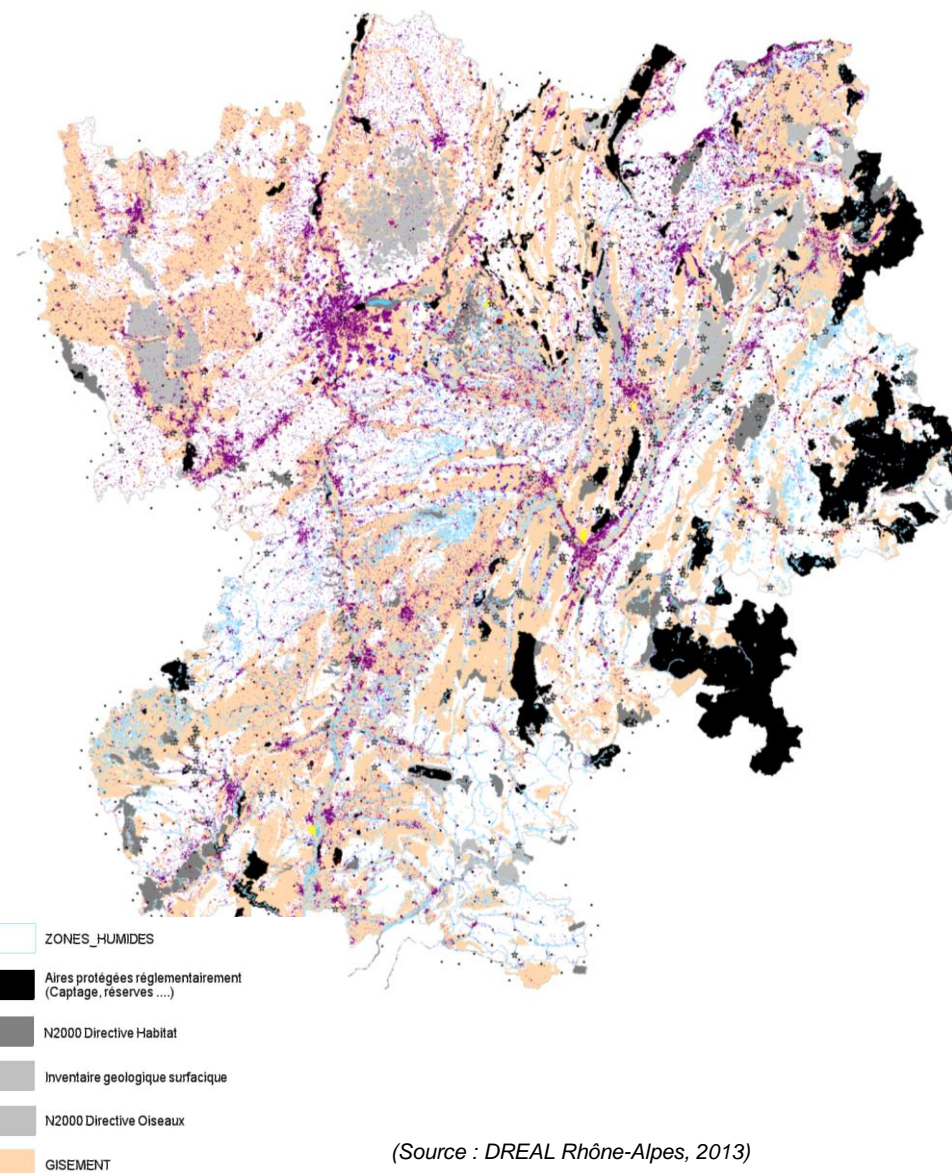 ZONES_HUMIDES
Aires protégées réglementairement
(Captage, réserves ....)
N2000 Directive Habitat
Inventaire geologique surfacique
N2000 Directive Oiseaux
GISEMENT
(Source : DREAL Rhône-Alpes, 2013)